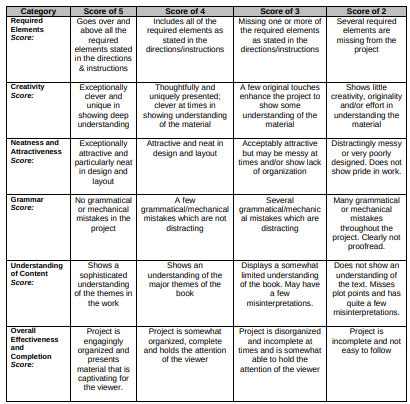 Category Score of 5 Score of 4 Score of 3 Score of 2
Required Elements
Score:
Goes over and
above all the
required
elements stated
in the directions
& instructions
Includes all of the
required elements as
stated in the
directions/instructions
Missing one or more of
the required elements
as stated in the
directions/instructions
Several required
elements are
missing from the
project
Creativity
Score:
Exceptionally
clever and
unique in
showing deep
understanding
Thoughtfully and
uniquely presented;
clever at times in
showing understanding
of the material
A few original touches
enhance the project to
show some
understanding of the
material
Shows little
creativity, originality
and/or effort in
understanding the
material
Neatness and
Attractiveness
Score:
Exceptionally
attractive and
particularly neat
in design and
layout
Attractive and neat in
design and layout
Acceptably attractive
but may be messy at
times and/or show lack
of organization
Distractingly messy
or very poorly
designed. Does not
show pride in work.
Grammar
Score:
No grammatical
or mechanical
mistakes in the
project
A few
grammatical/mechanical
mistakes which are not
distracting
Several
grammatical/mechanic
al mistakes which are
distracting
Many grammatical
or mechanical
mistakes
throughout the
project. Clearly not
proofread.
Understanding
of Content
Score:
Shows a
sophisticated
understanding
of the themes in
the work
Shows an
understanding of the
major themes of the
book
Displays a somewhat
limited understanding
of the book. May have
a few
misinterpretations.
Does not show an
understanding of
the text. Misses
plot points and has
quite a few
misinterpretations.
Overall
Effectiveness
and
Completion
Score:
Project is
engagingly
organized and
presents
material that is
captivating for
the viewer.
Project is somewhat
organized, complete
and holds the attention
of the viewer
Project is disorganized
and incomplete at
times and is somewhat
able to hold the
attention of the viewer
Project is
incomplete and not
easy to follow